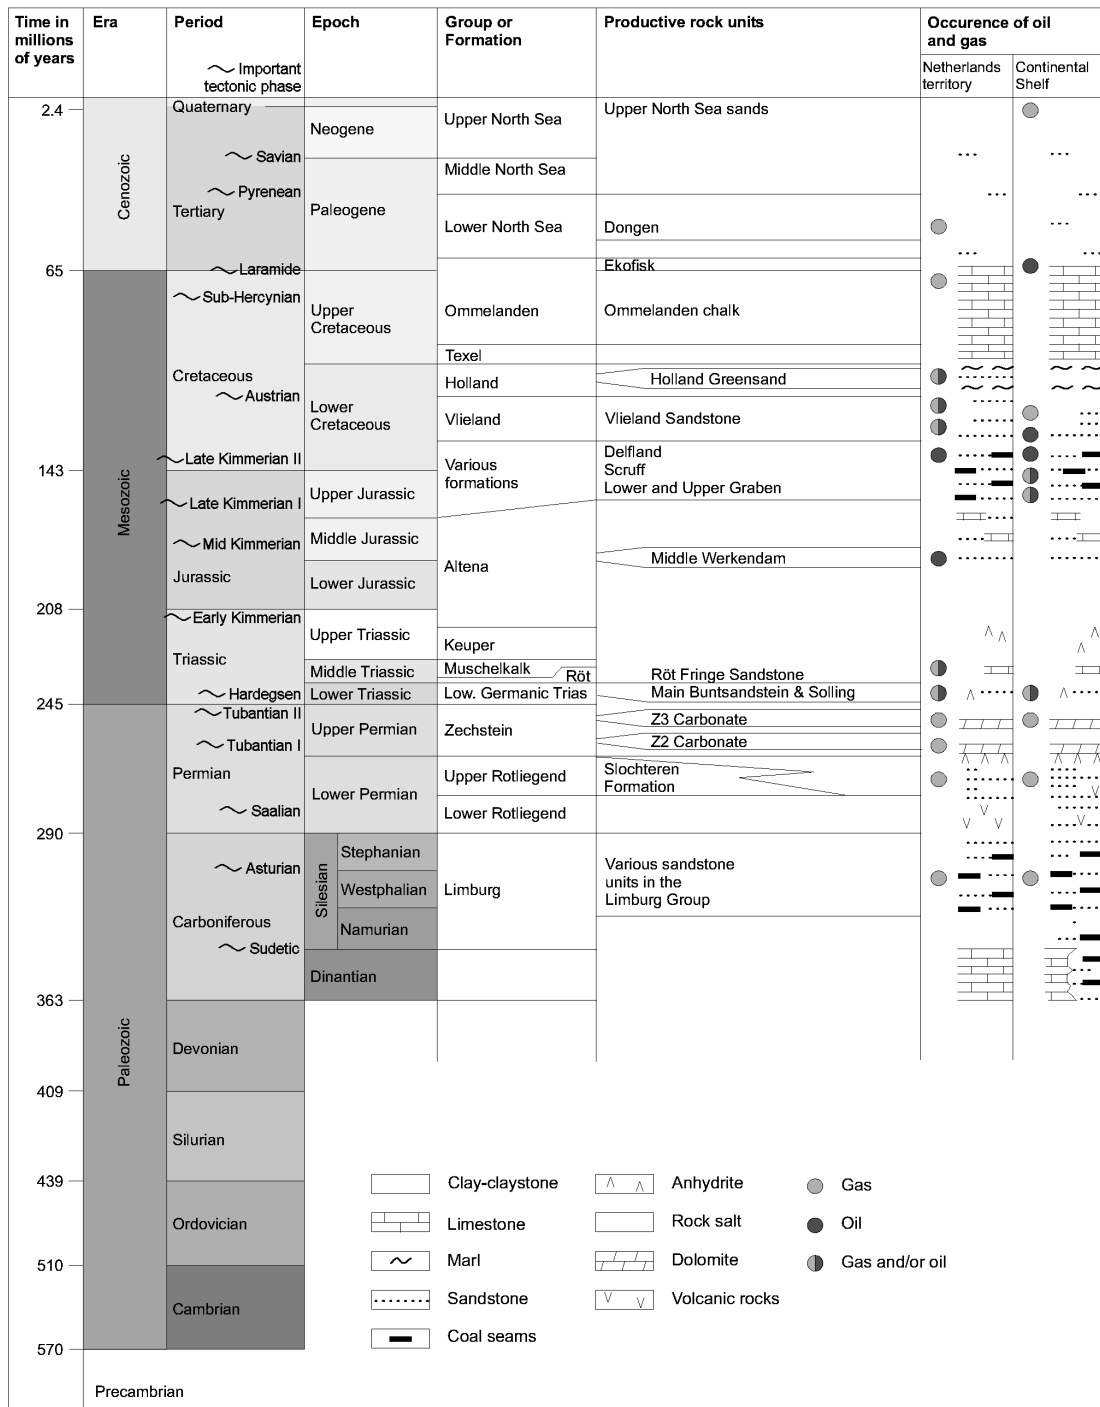 Time in
millions
of years
Era
Period
Important
tectonic phase
Epoch
Group or
Formation
Productive rock units
Occurence of oil
and gas
Netherlands
territory
Continental
Shelf
2.4
65
143
208
245
290
363
409
439
510
570
Cenozoic
Mesozoic
Paleozoic
Precambrian
Quaternary
Savian
Pyrenean
Tertiary
Laramide
Sub-Hercynian
Cretaceous
Austrian
Late Kimmerian II
Late Kimmerian I
Mid Kimmerian
Jurassic
Early Kimmerian
Triassic
Hardegsen
Tubantian II
Tubantian I
Permian
Saalian
Asturian
Carboniferous
Sudetic
Devonian
Silurian
Ordovician
Cambrian
Neogene
Paleogene
Upper
Cretaceous
Lower
Cretaceous
Upper Jurassic
Middle Jurassic
Lower Jurassic
Upper Triassic
Middle Triassic
Lower Triassic
Upper Permian
Lower Permian
Silesian
Stephanian
Westphalian
Namurian
Dinantian
Upper North Sea
Middle North Sea
Lower North Sea
Ommelanden
Texel
Holland
Vlieland
Various
formations
Altena
Keuper
Muschelkalk
Röt
Low. Germanic Trias
Zechstein
Upper Rotliegend
Lower Rotliegend
Limburg
Upper North Sea sands
Dongen
Ekofisk
Ommelanden chalk
Holland Greensand
Vlieland Sandstone
Delfland
Scruff
Lower and Upper Graben
Middle Werkendam
Röt Fringe Sandstone
Main Buntsandstein & Solling
Z3 Carbonate
Z2 Carbonate
Slochteren
Formation
Various sandstone
units in the
Limburg Group
Clay-claystone
Limestone
Marl
Sandstone
Coal seams
Anhydrite
Rock salt
Dolomite
Volcanic rocks
Gas
Oil
Gas and/or oil